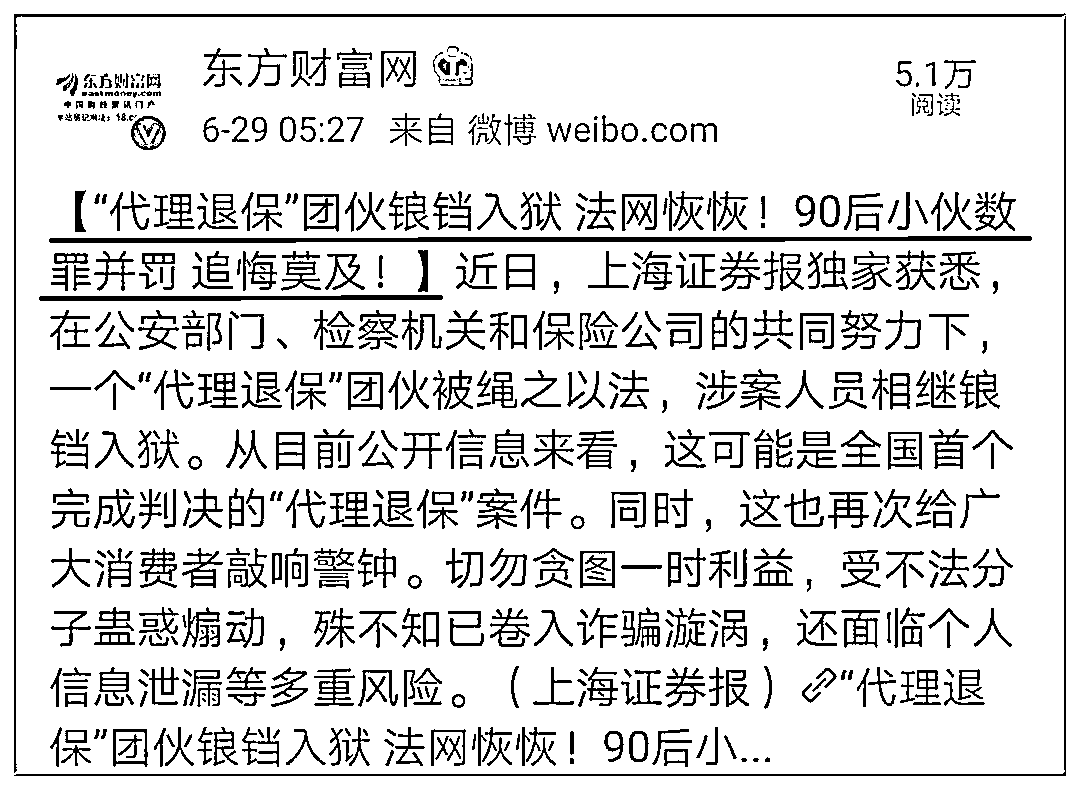 东方财富网
5.1万
阅读
东方财富网
eastmoney.com
中国财经资讯门户
6-29 05:27 来自 微博 weibo.com
【“代理退保”团伙锒铛入狱 法网恢恢！90后小伙数
罪并罚 追悔莫及！】近日，上海证券报独家获悉，
在公安部门、检察机关和保险公司的共同努力下，
一个“代理退保”团伙被绳之以法，涉案人员相继锒
铛入狱。从目前公开信息来看，这可能是全国首个
完成判决的“代理退保”案件。同时，这也再次给广
大消费者敲响警钟。切勿贪图一时利益，受不法分
子蛊惑煽动，殊不知已卷入诈骗漩涡，还面临个人
信息泄漏等多重风险。（上海证券报）“代理退
保”团伙锒铛入狱 法网恢恢！90后小...